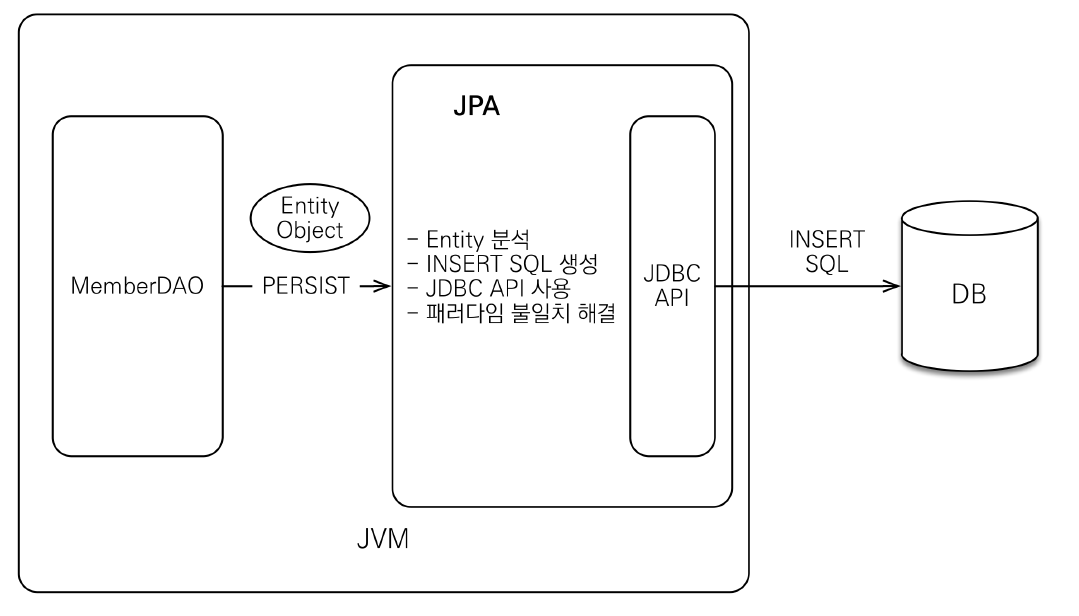 JPA
Entity
Object
MemberDAO
PERSIST
- Entity 분석
- INSERT SQL 생성
- JDBC API 사용
- 패러다임 불일치 해결
JDBC
API
INSERT
SQL
DB
JVM